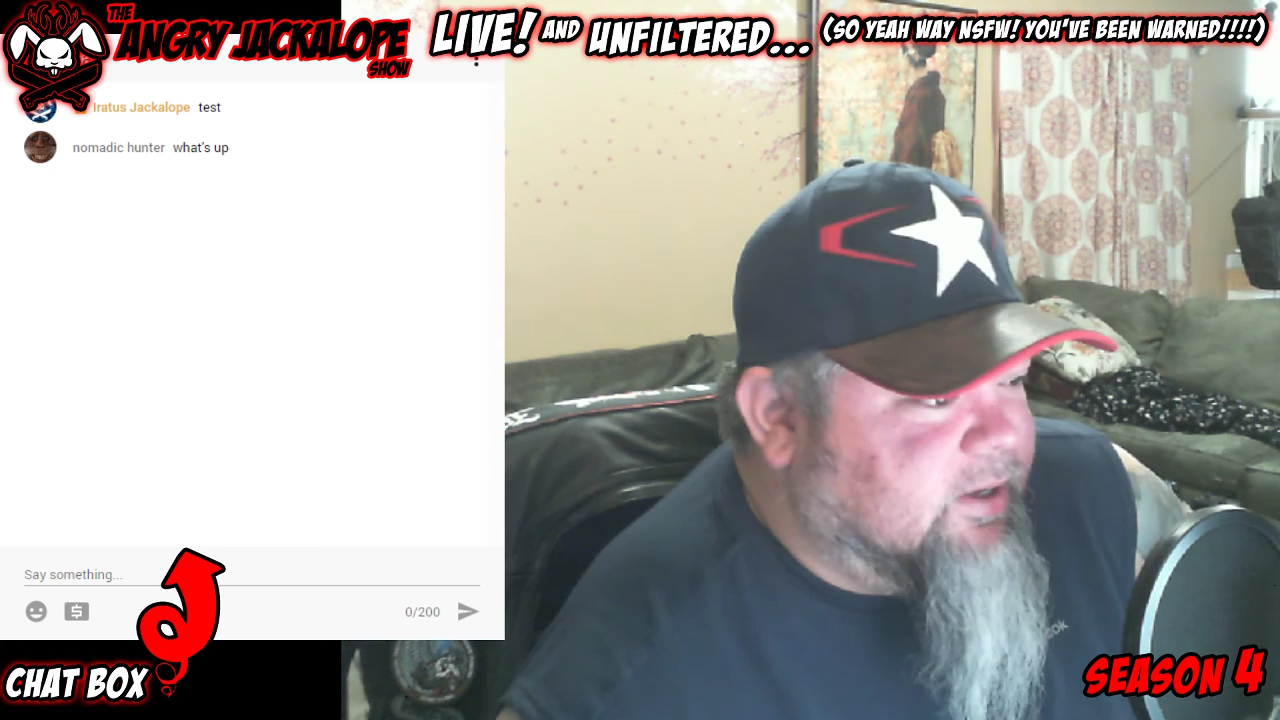 THE
ANGRY JACKALOPE
SHOW
LIVE! AND UNFILTERED... (SO YEAH WAY NSFW! YOU'VE BEEN WARNED!!!!)
Iratus Jackalope test
nomadic hunter what's up
Say something...
0/200
CHAT BOX
SEASON 4